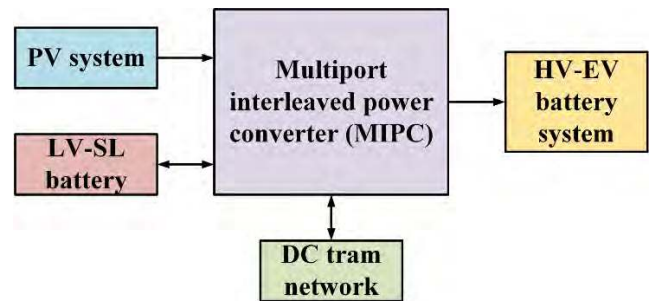 PV system
LV-SL
battery
Multiport
interleaved power
converter (MIPC)
HV-EV
battery
system
DC tram
network